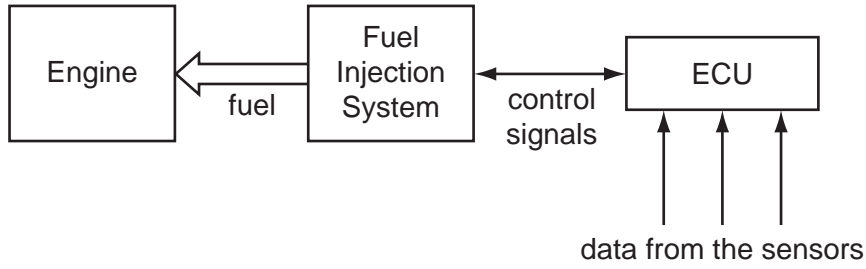 Engine
fuel
Fuel
Injection
System
control
signals
ECU
data from the sensors